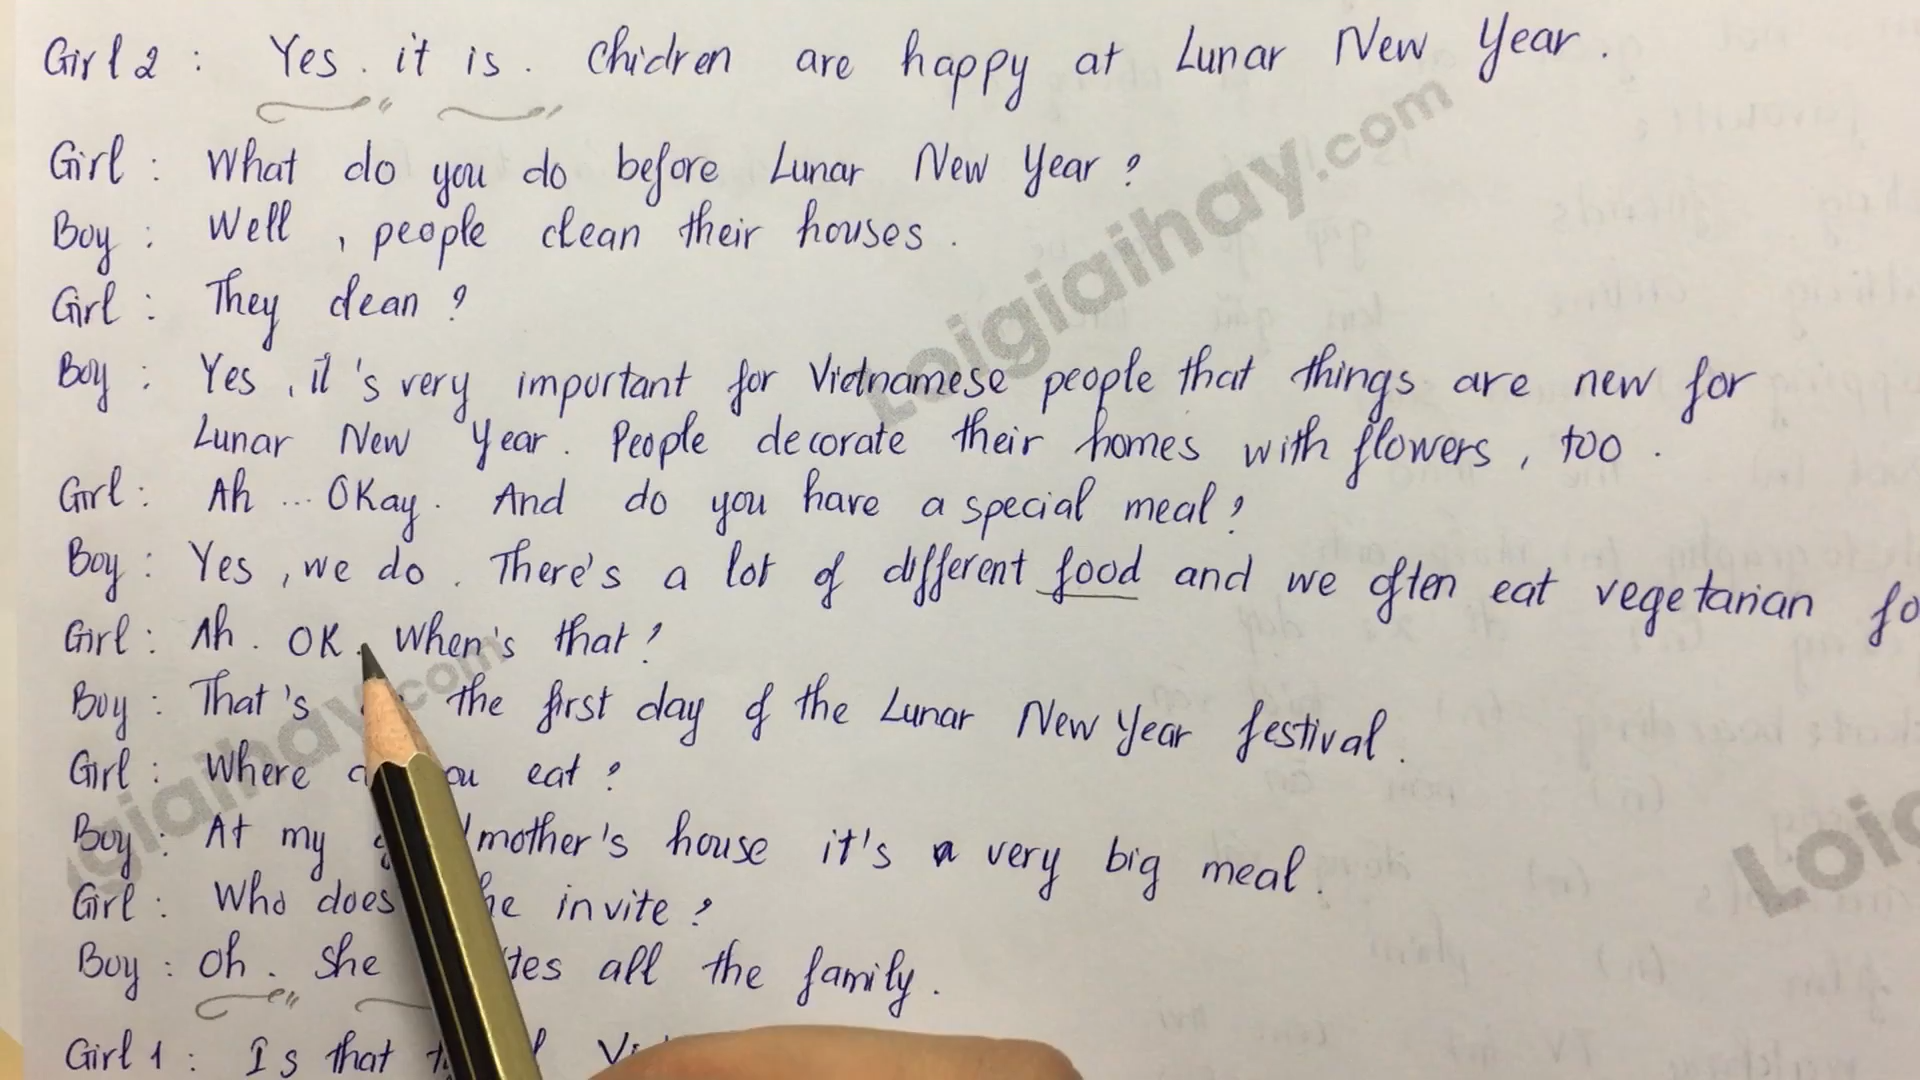 Girl 2 : Yes . it is . Chidren are happy at Lunar New Year .
Girl : What do you do before Lunar New Year ?
Boy : Well , people clean their houses .
Girl : They clean ?
Boy : Yes , it 's very important for Vietnamese people that things are new for
Lunar New Year . People decorate their homes with flowers , too .
Girl : Ah ... Okay . And do you have a special meal ?
Boy : Yes , we do . There's a lot of different food and we often eat vegetarian fo
Girl : Ah . OK . When's that ?
Boy : That 's the first day of the Lunar New Year festival .
Girl : Where eat ?
Boy : At my house it's a very big meal .
Girl : Who does invite ?
Boy : Oh . She all the family .
Girl 1 : Is that
Loigiaihay.com